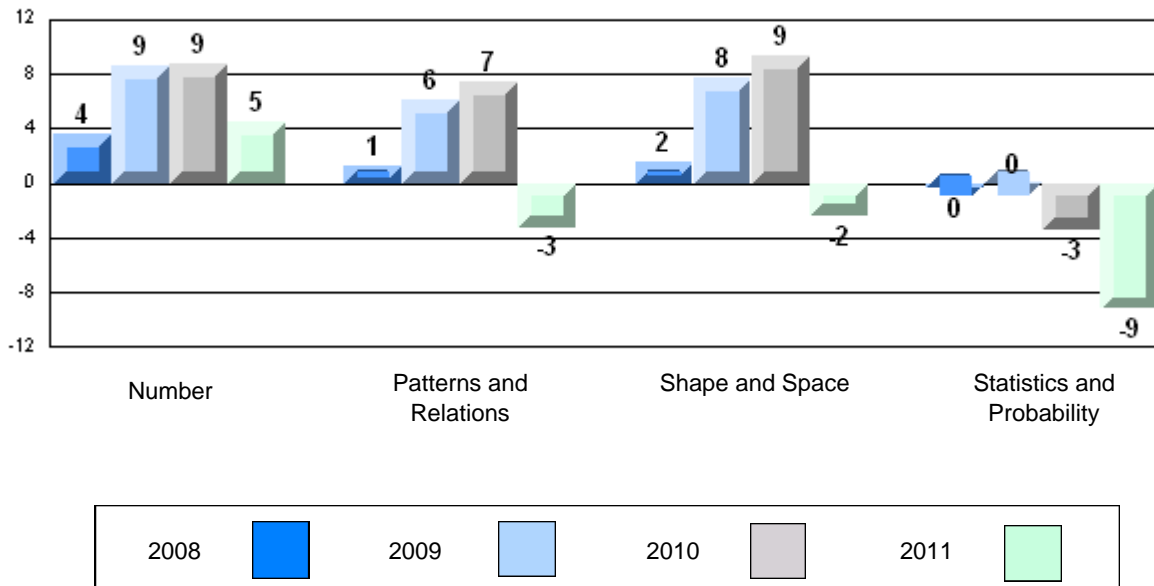 12
8
4
0
-4
-8
-12
4 9 9 5
1 6 7 -3
2 8 9 -2
0 0 -3 -9
Number
Patterns and
Relations
Shape and Space
Statistics and
Probability
2008 2009 2010 2011